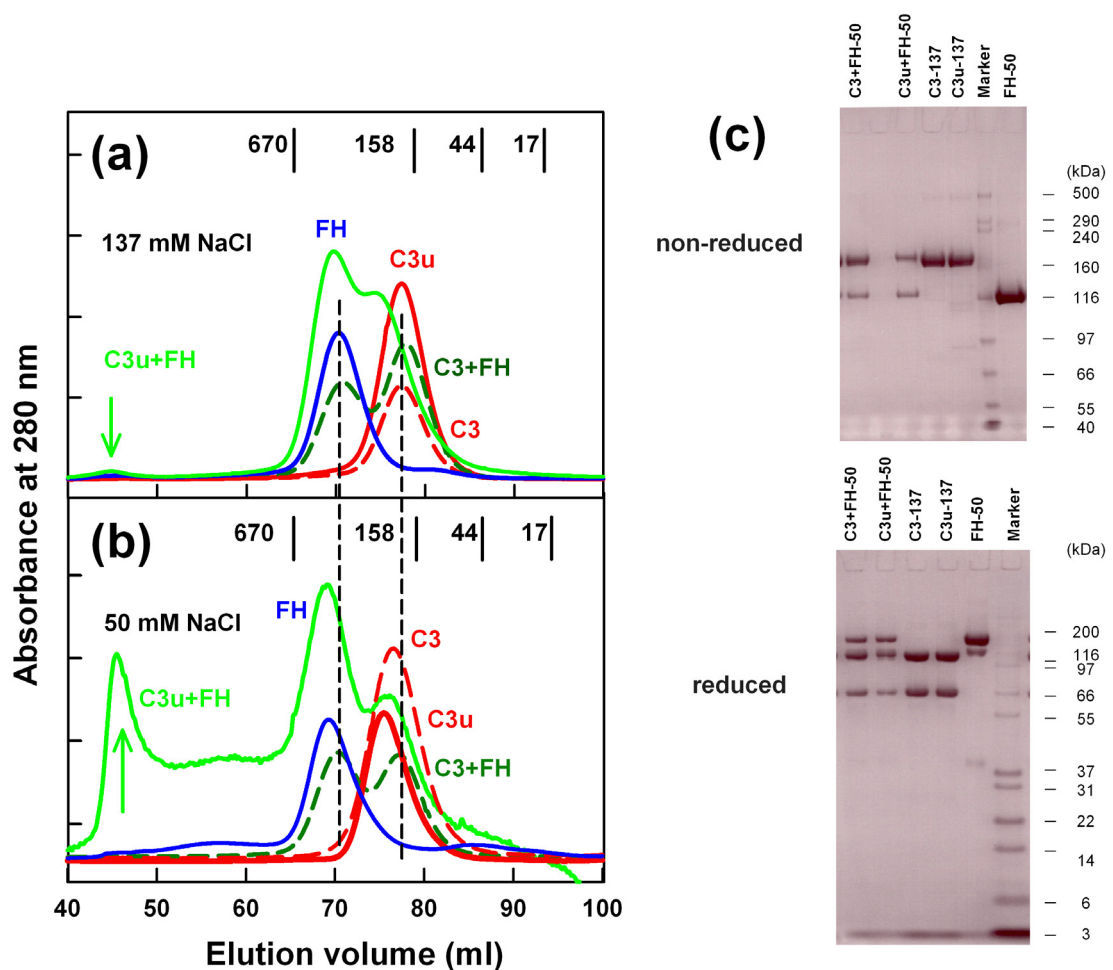 (a)
670
158
44
17
137 mM NaCl
FH
C3u
C3u+FH
C3+FH
C3
(b)
670
158
44
17
50 mM NaCl
FH
C3
C3u+FH
C3u
C3+FH
Absorbance at 280 nm
40 50 60 70 80 90 100
Elution volume (ml)
(c)
C3+FH-50
C3u+FH-50
C3-137
C3u-137
Marker
FH-50
(kDa)
non-reduced
500
290
240
160
116
97
66
55
40
C3+FH-50
C3u+FH-50
C3-137
C3u-137
FH-50
Marker
(kDa)
reduced
200
116
97
66
55
37
31
22
14
6
3